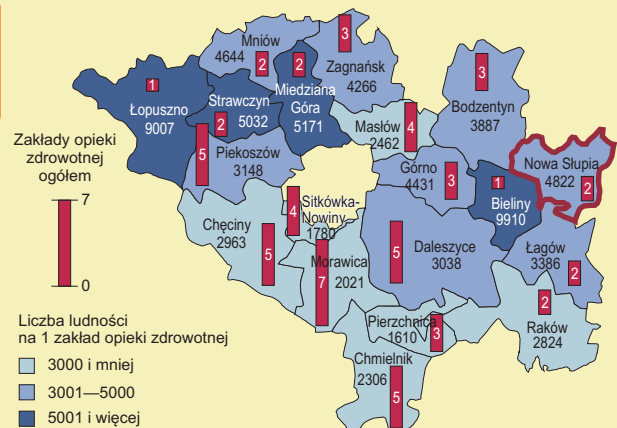 Mniów
4644
2
3
Zagnańsk
4266
2
Miedziana
Góra
5171
1
Łopuszno
9007
Strawczyn
2 5032
3
Bodzentyn
3887
Masłów
2462
4
Zakłady opieki
zdrowotnej
ogółem
7
0
5
Piekoszów
3148
Górno
4431
3
1
Bieliny
9910
Nowa Słupia
4822
2
4
Sitkówka-
Nowiny
1780
Chęciny
2963
5
Morawica
2021
7
5
Daleszyce
3038
Łagów
3386
2
2
Raków
2824
Pierzchnica
1610
3
Chmielnik
2306
5
Liczba ludności
na 1 zakład opieki zdrowotnej
3000 i mniej
3001—5000
5001 i więcej